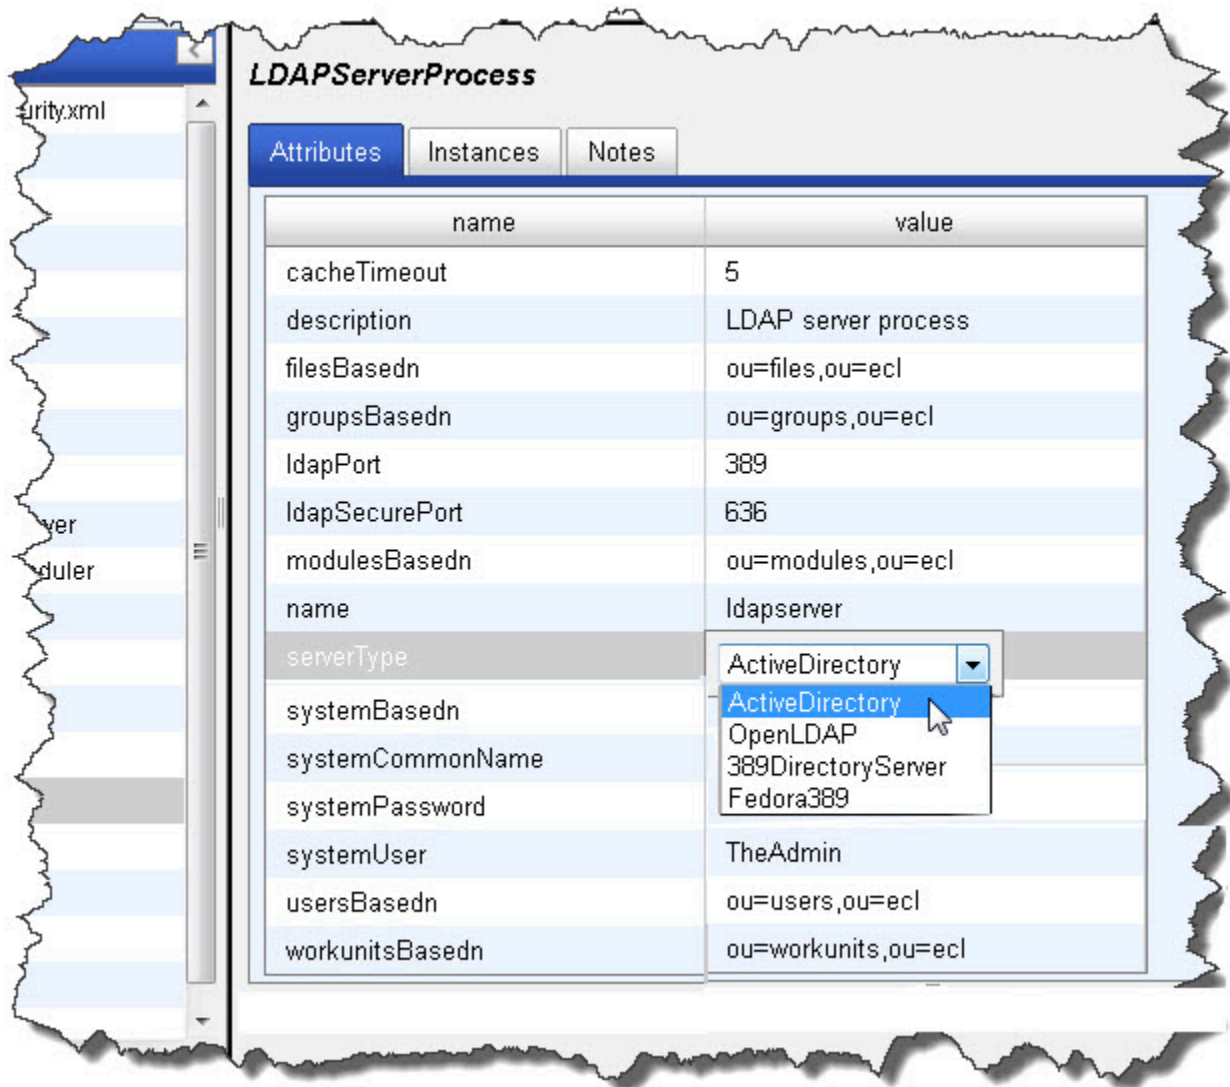 LDAPServerProcess
urity.xml
Attributes Instances Notes
name value
cacheTimeout 5
description LDAP server process
filesBasedn ou=files,ou=ecl
groupsBasedn ou=groups,ou=ecl
ldapPort 389
ldapSecurePort 636
ver
modulesBasedn ou=modules,ou=ecl
duler
name ldapserver
serverType ActiveDirectory
ActiveDirectory
OpenLDAP
389DirectoryServer
Fedora389
systemBasedn
systemCommonName
systemPassword
systemUser TheAdmin
usersBasedn ou=users,ou=ecl
workunitsBasedn ou=workunits,ou=ecl